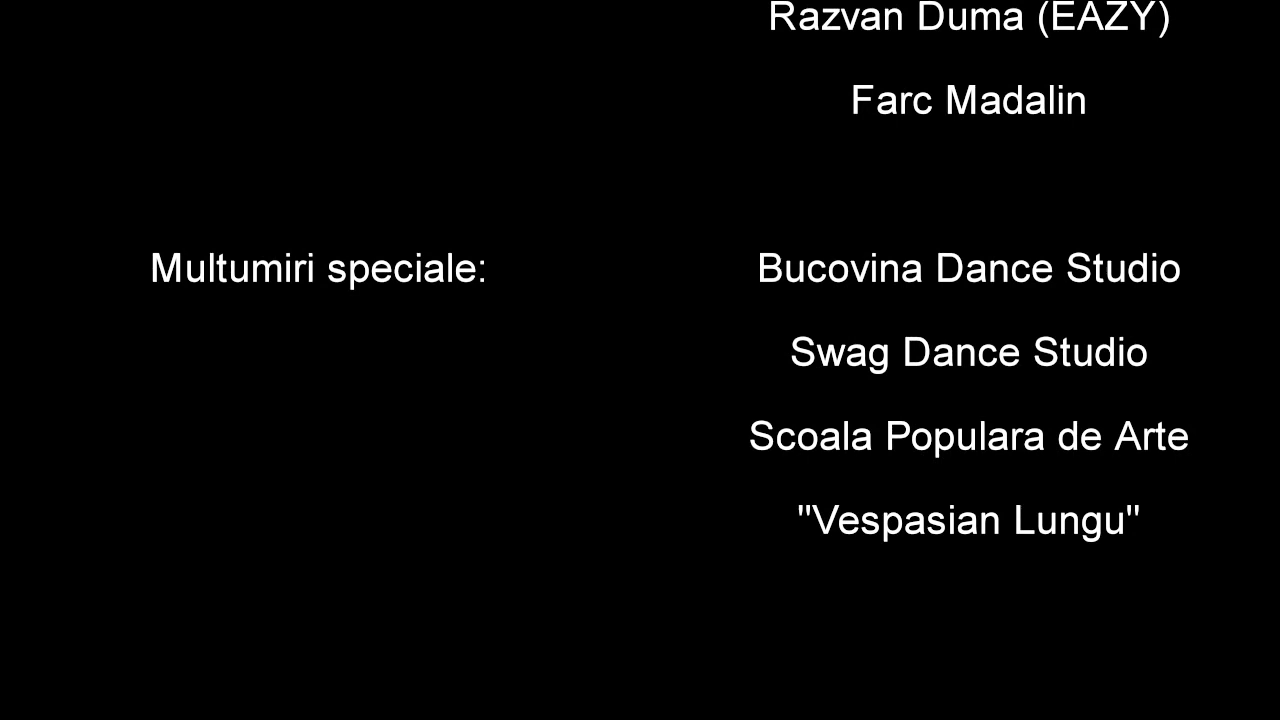 Razvan Duma (EAZY)
Farc Madalin
Multumiri speciale:
Bucovina Dance Studio
Swag Dance Studio
Scoala Populara de Arte
"Vespasian Lungu"